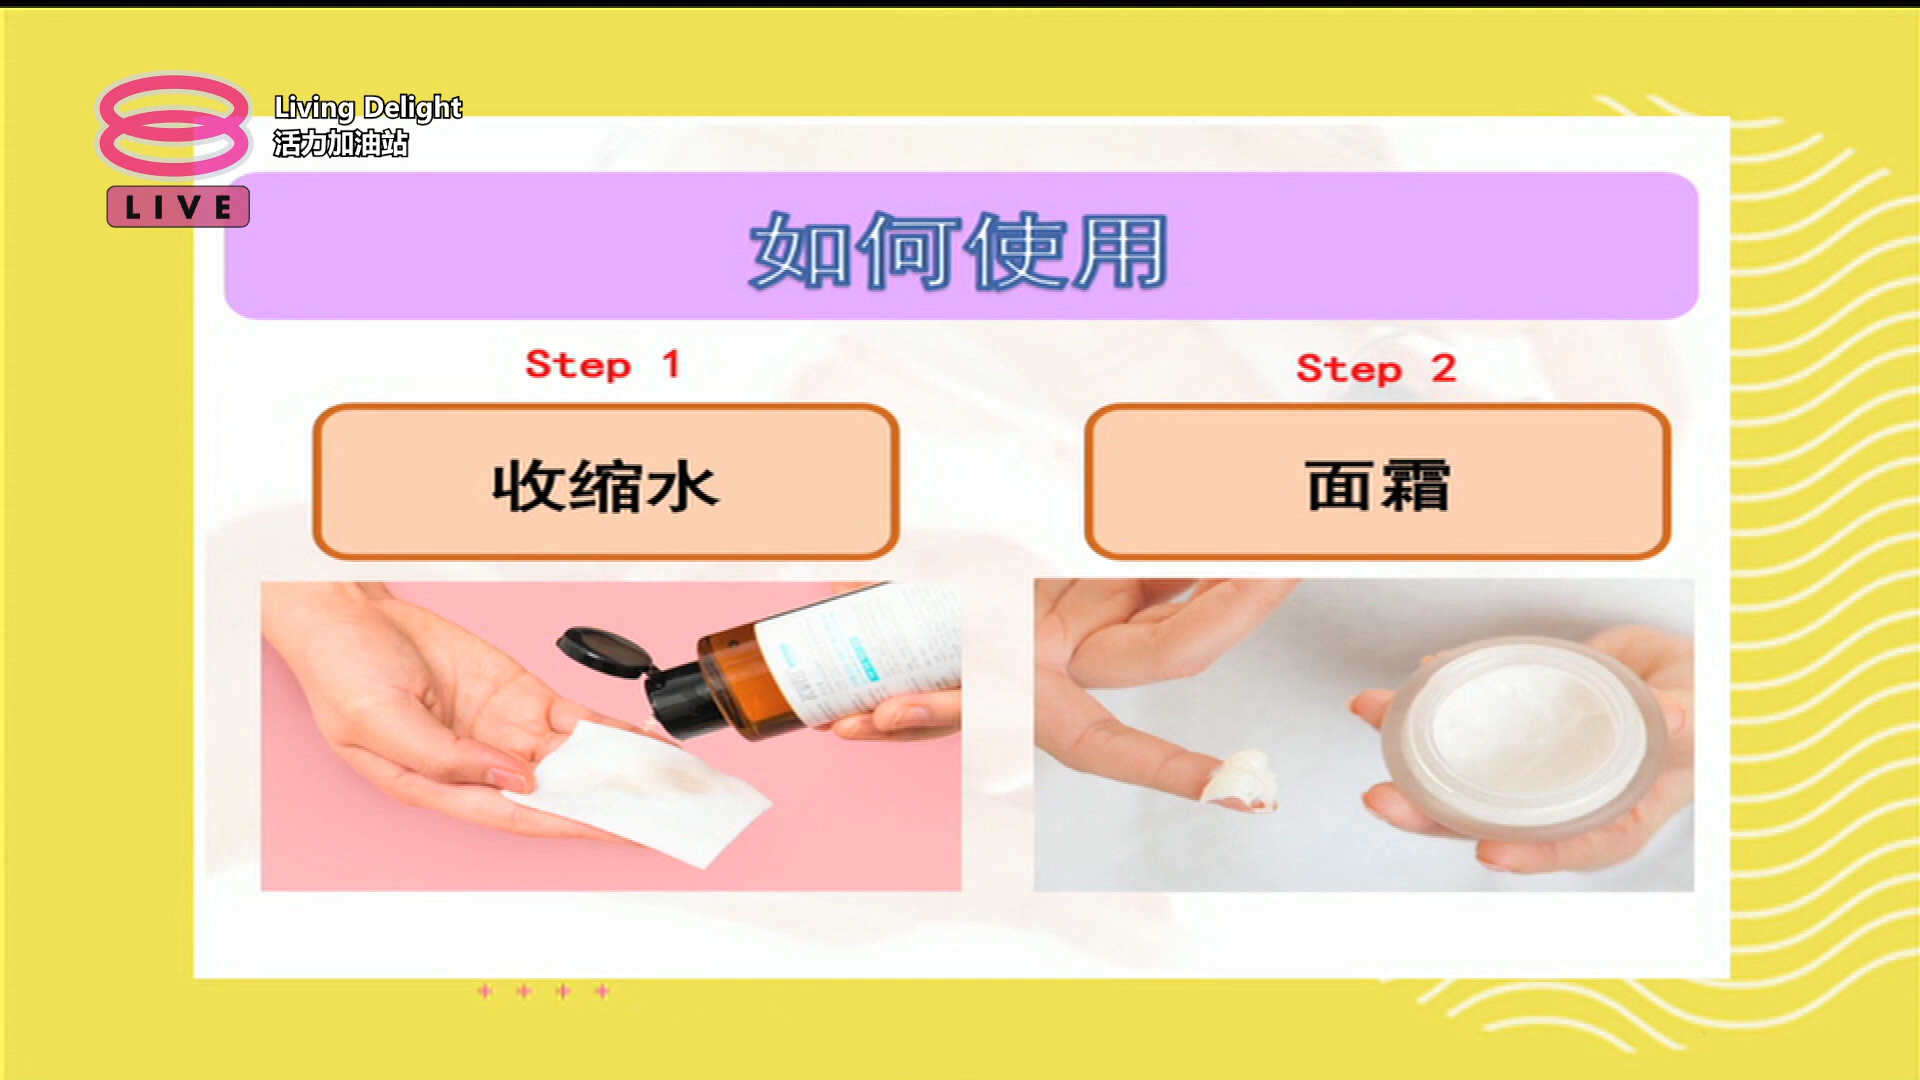 Living Delight
活力加油站
LIVE
如何使用
Step 1
Step 2
收缩水
面霜